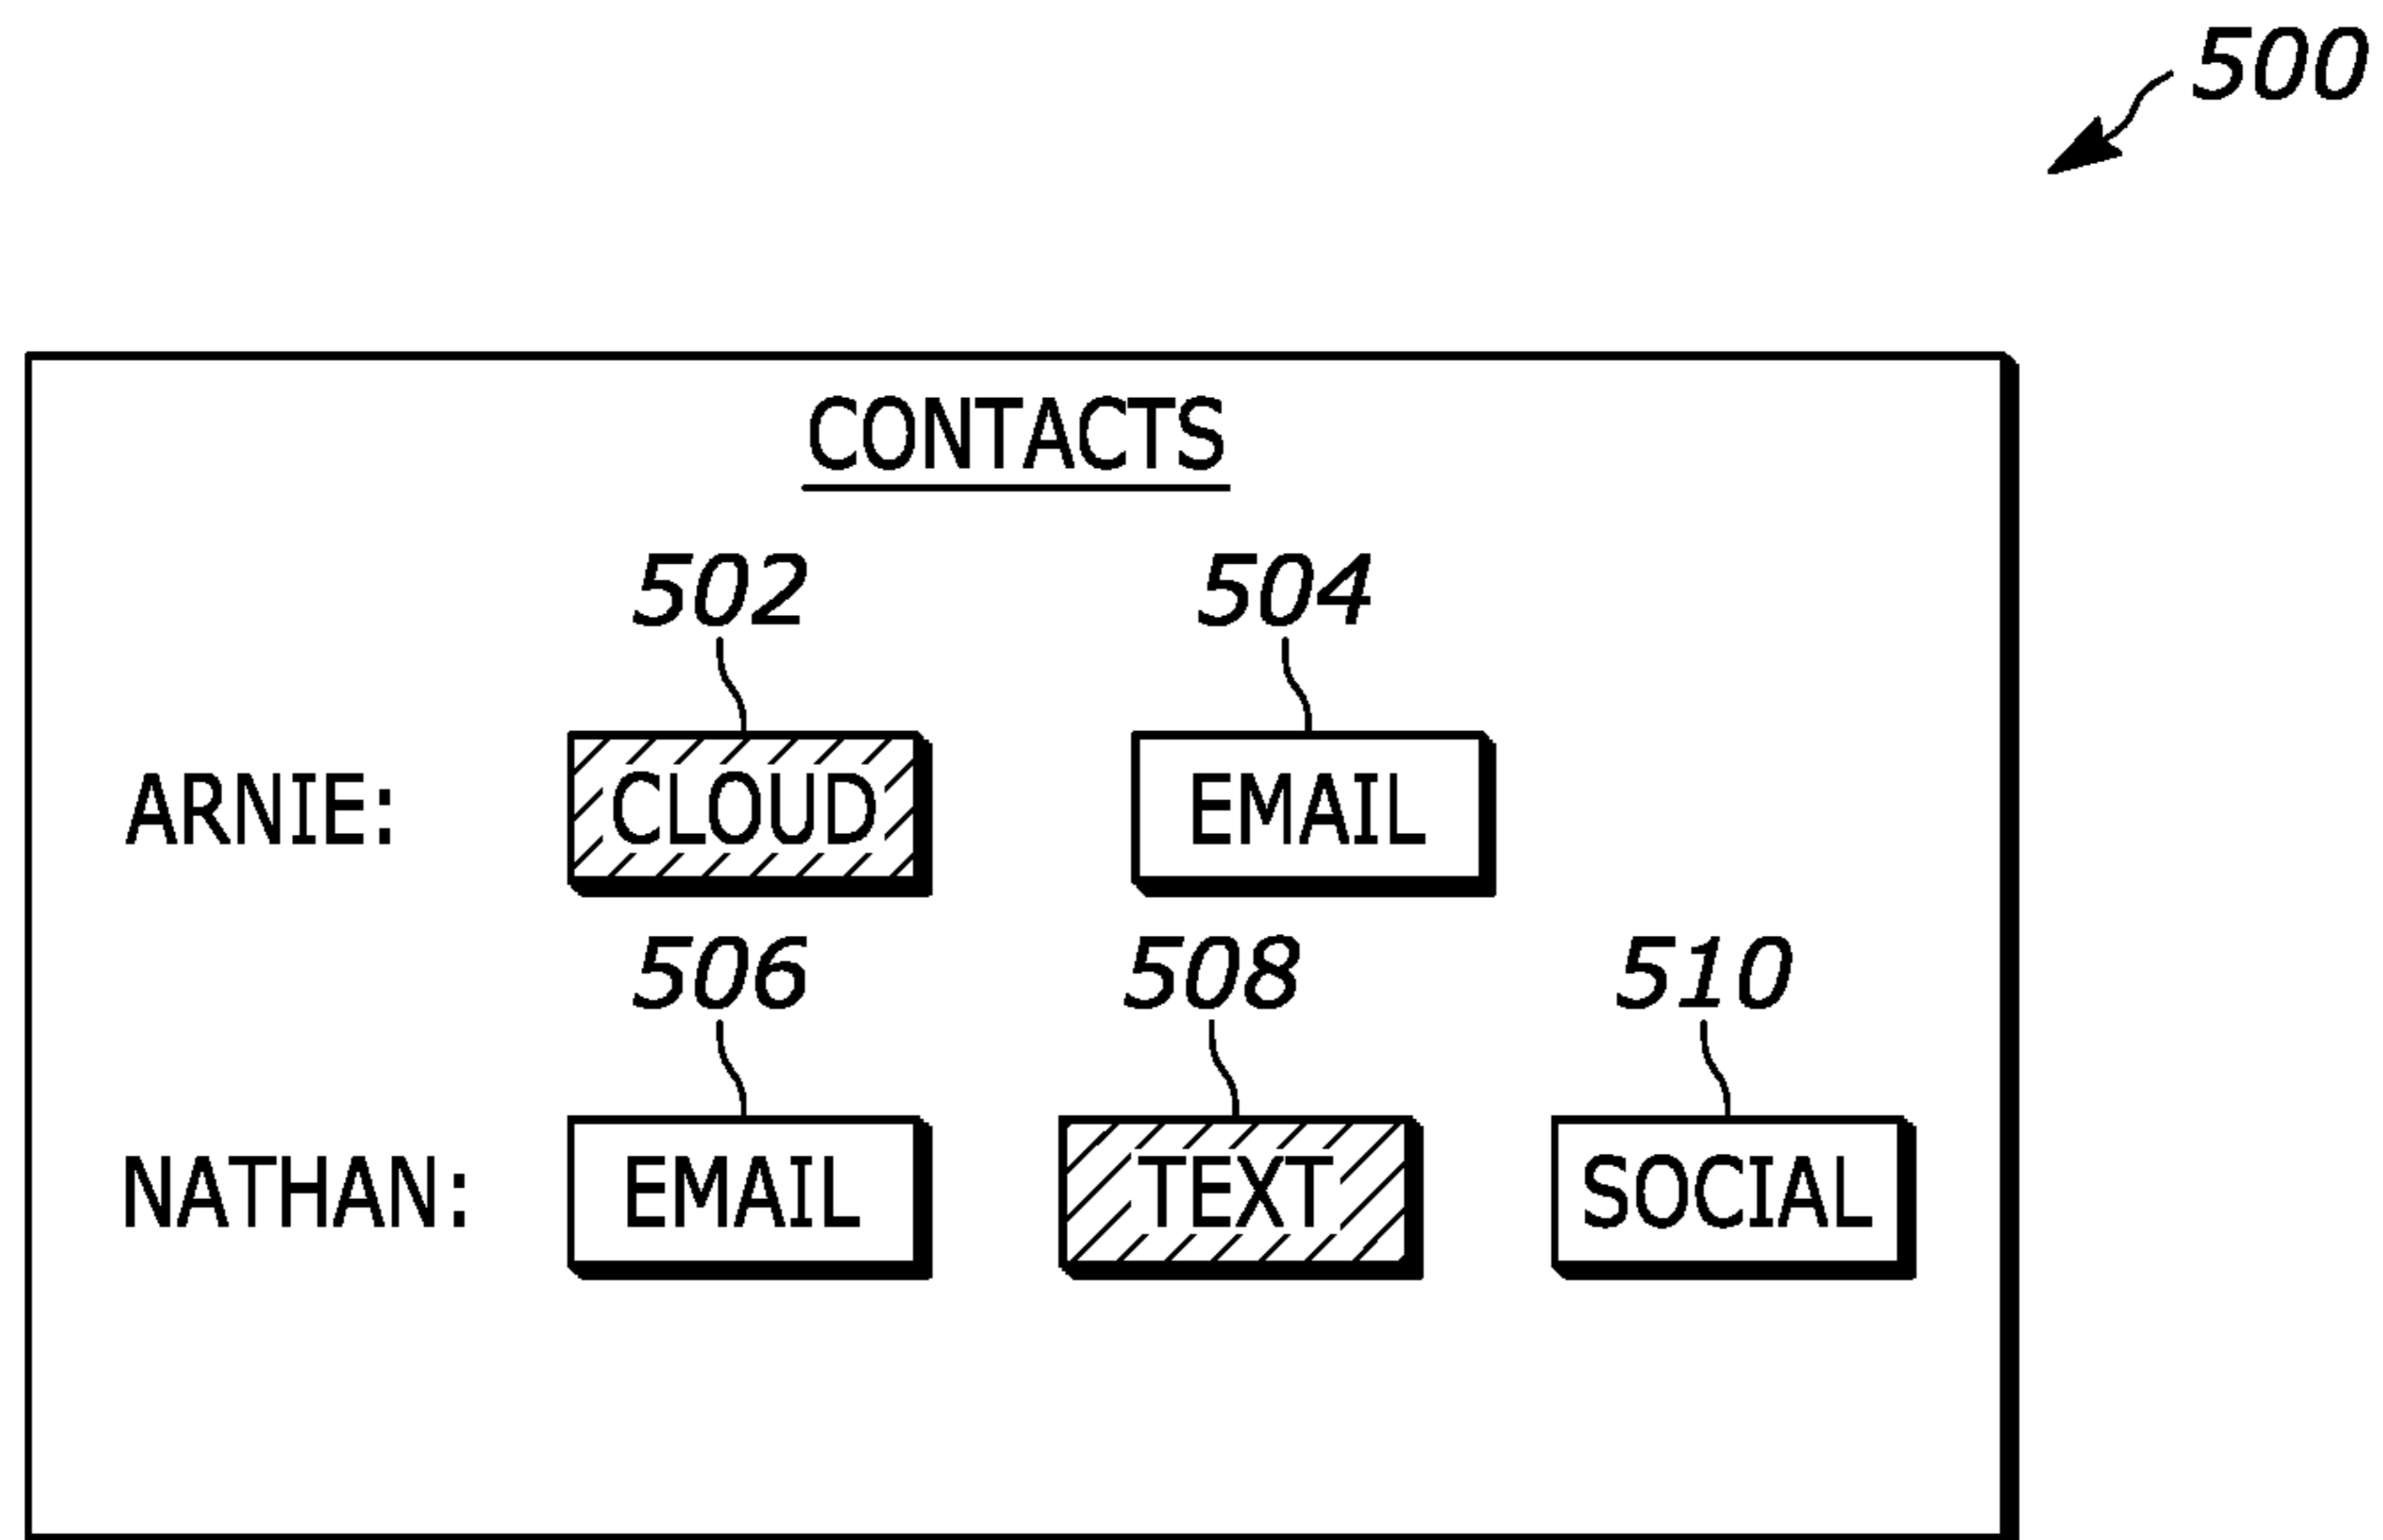 500
CONTACTS
502 504
ARNIE: CLOUD EMAIL
506 508 510
NATHAN: EMAIL TEXT SOCIAL